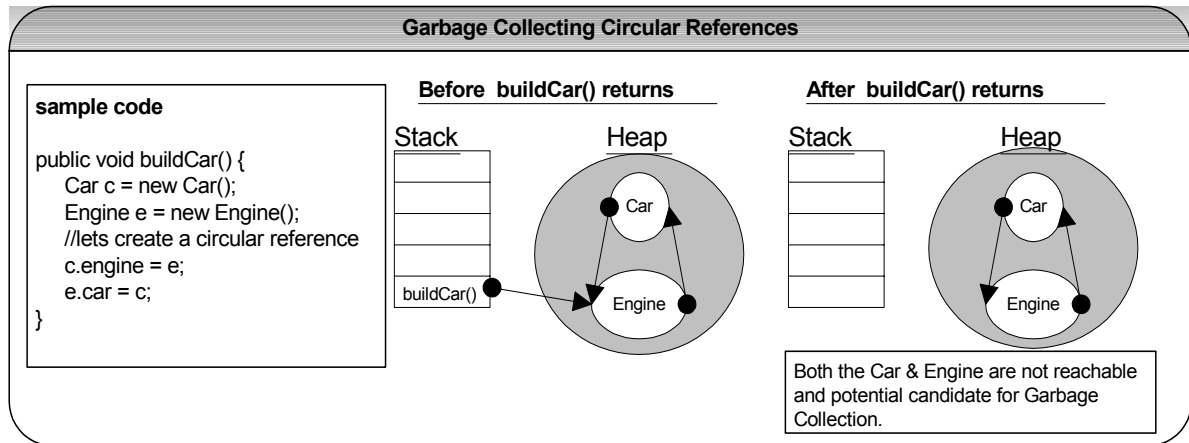 Garbage Collecting Circular References
sample code
public void buildCar() {
Car c = new Car();
Engine e = new Engine();
//lets create a circular reference
c.engine = e;
e.car = c;
}
Before buildCar() returns
Stack
Heap
Car
Engine
buildCar()
After buildCar() returns
Stack
Heap
Car
Engine
Both the Car & Engine are not reachable
and potential candidate for Garbage
Collection.